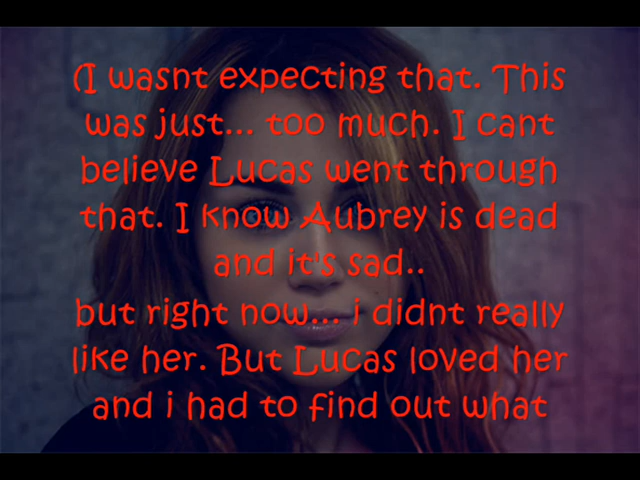 (I wasnt expecting that. This
was just... too much. I cant
believe Lucas went through
that. I know Aubrey is dead
and it's sad..
but right now... i didnt really
like her. But Lucas loved her
and i had to find out what